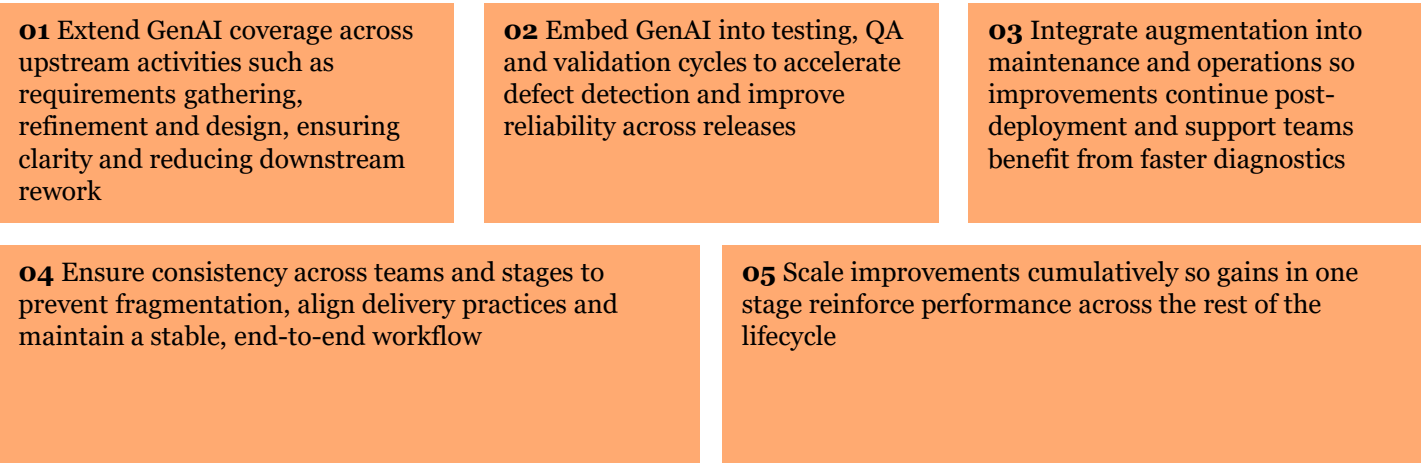 01 Extend GenAI coverage across
upstream activities such as
requirements gathering,
refinement and design, ensuring
clarity and reducing downstream
rework
02 Embed GenAI into testing, QA
and validation cycles to accelerate
defect detection and improve
reliability across releases
03 Integrate augmentation into
maintenance and operations so
improvements continue post-
deployment and support teams
benefit from faster diagnostics
04 Ensure consistency across teams and stages to
prevent fragmentation, align delivery practices and
maintain a stable, end-to-end workflow
05 Scale improvements cumulatively so gains in one
stage reinforce performance across the rest of the
lifecycle